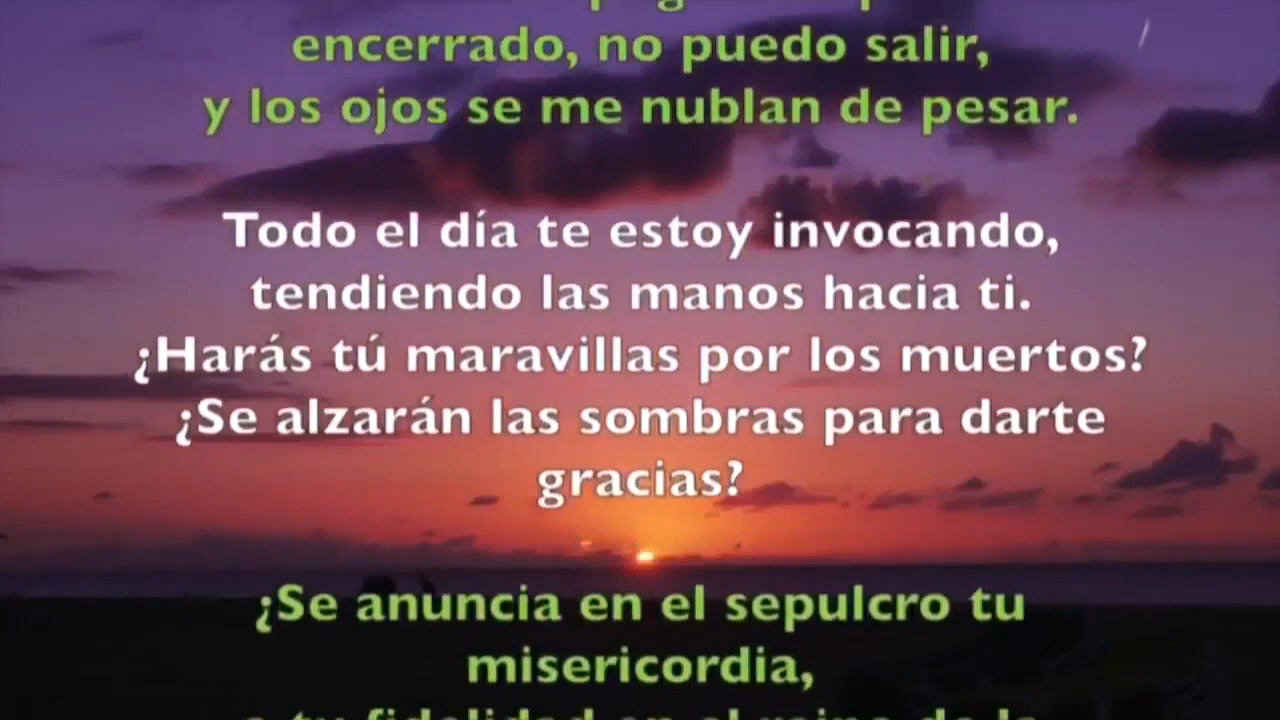 encerrado, no puedo salir,
y los ojos se me nublan de pesar.
Todo el día te estoy invocando,
tendiendo las manos hacia ti.
¿Harás tú maravillas por los muertos?
¿Se alzarán las sombras para darte
gracias?
¿Se anuncia en el sepulcro tu
misericordia,